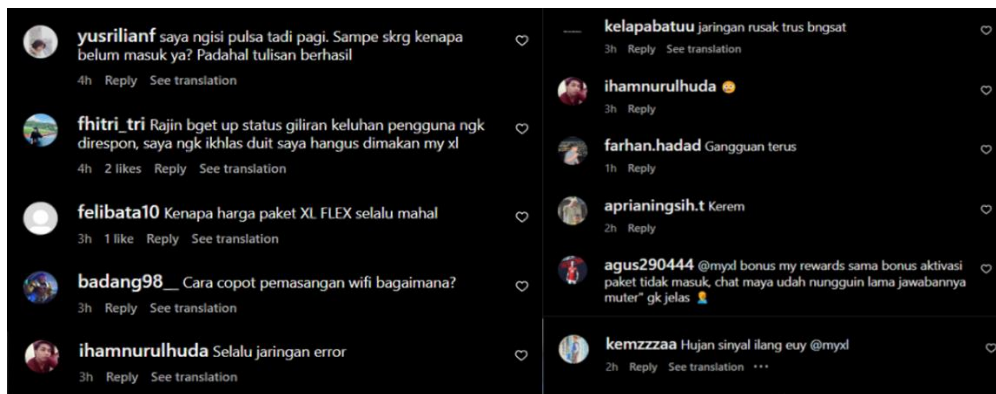 yusrilianf saya ngisi pulsa tadi pagi. Sampe skrg kenapa
belum masuk ya? Padahal tulisan berhasil
4h Reply See translation
fhitri_tri Rajin bget up status giliran keluhan pengguna ngk
direspon, saya ngk ikhlas duit saya hangus dimakan my xl
4h 2 likes Reply See translation
felibata10 Kenapa harga paket XL FLEX selalu mahal
3h 1 like Reply See translation
badang98__ Cara copot pemasangan wifi bagaimana?
3h Reply See translation
ihamnurulhuda Selalu jaringan error
3h Reply See translation
kelapabatuu jaringan rusak trus bngsat
3h Reply See translation
ihamnurulhuda 😳
3h Reply
farhan.hadad Gangguan terus
1h Reply
aprianingsih.t Kerem
2h Reply
agus290444 @myxl bonus my rewards sama bonus aktivasi
paket tidak masuk, chat maya udah nungguin lama jawabannya
muter" gk jelas 🤦
kemzzzaa Hujan sinyal ilang euy @myxl
2h Reply See translation •••